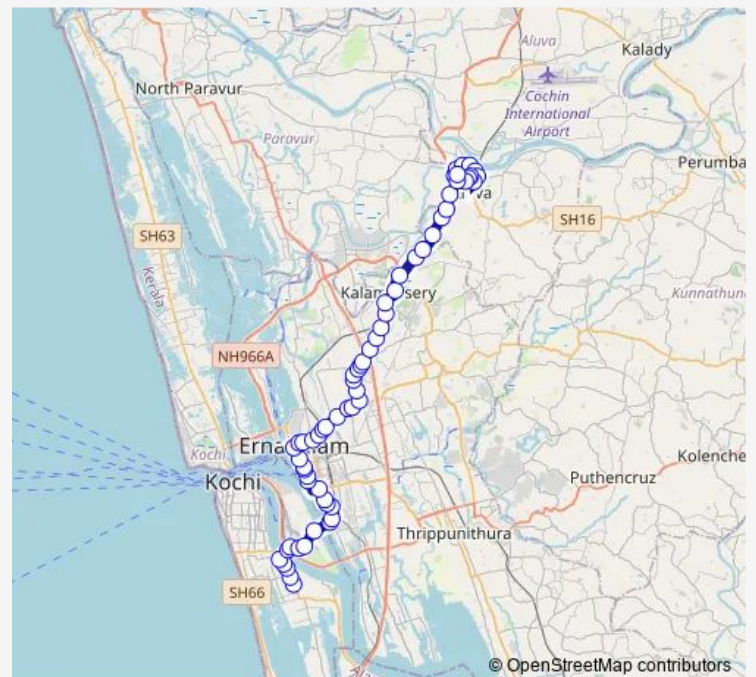 Aluva
Kalady
North Paravur
Cochin
International
Airport
Paravur
Perumba
SH16
SH63
Kerala
Kunnathun
NH966A
Kochi
Kolenche
Puthencruz
Kochi
Thrippunithura
SH66
© OpenStreetMap contributors